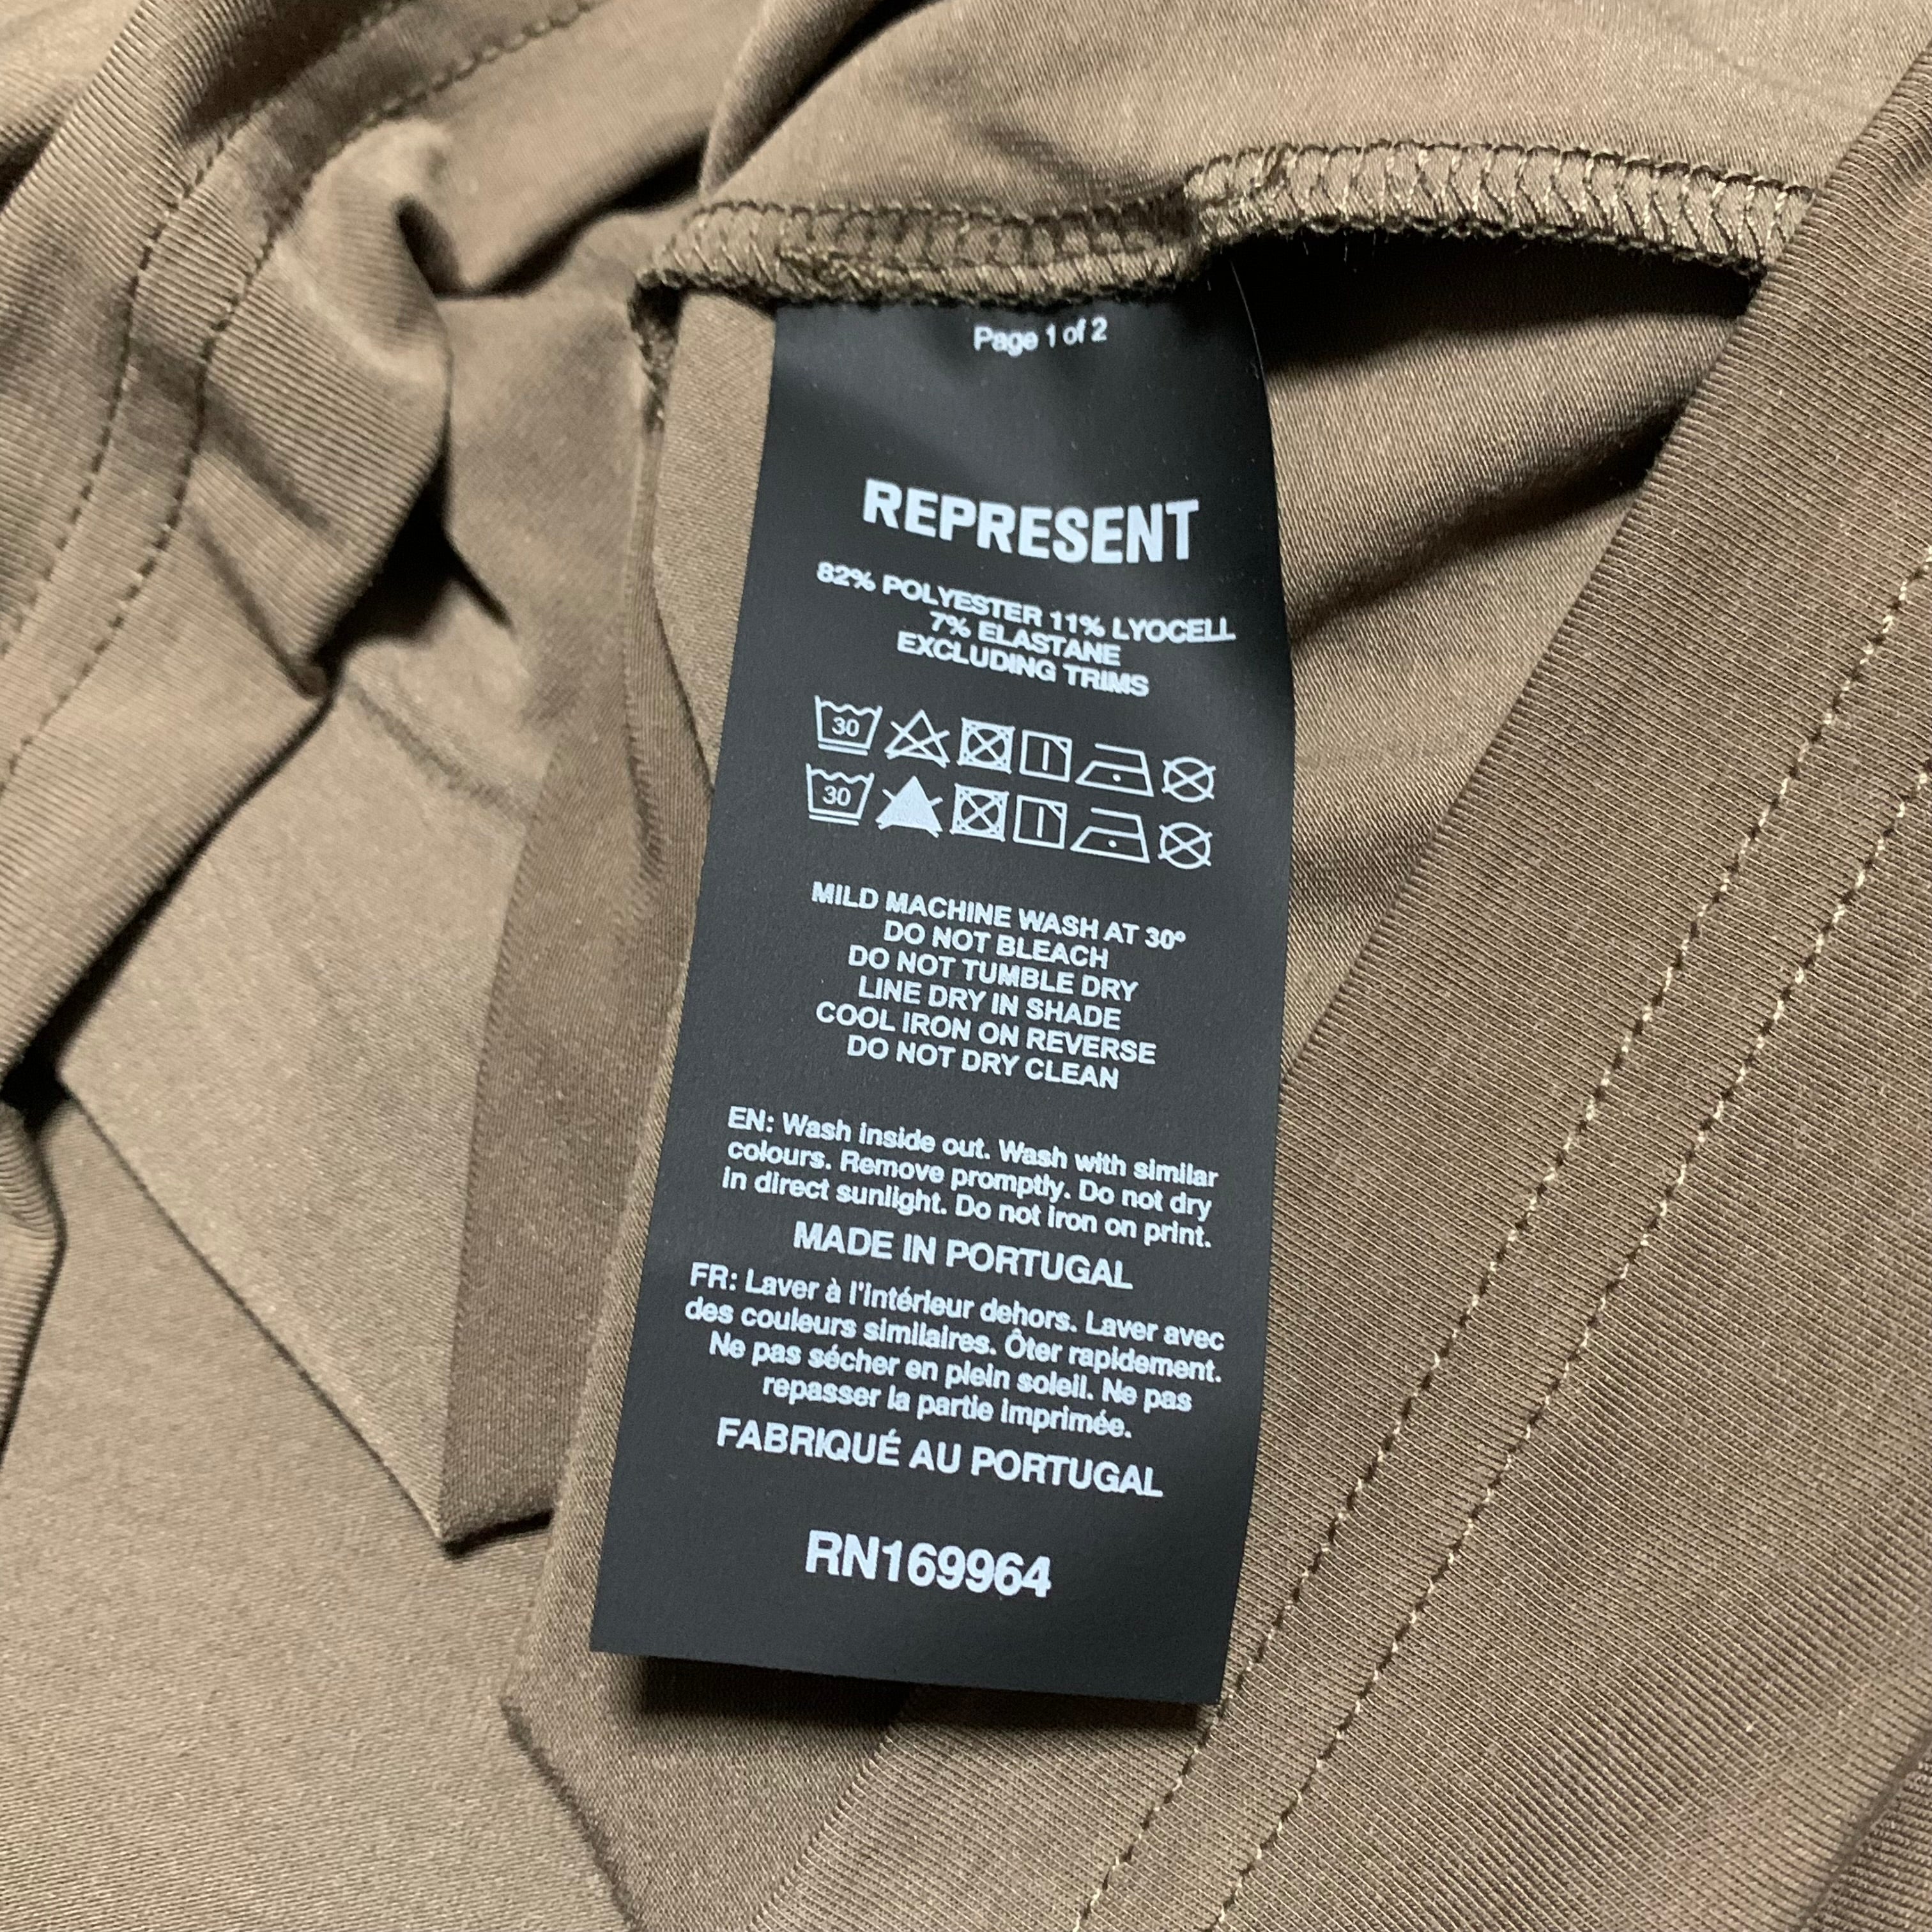 Page 1 of 2
REPRESENT
82% POLYESTER 11% LYOCELL
7% ELASTANE
EXCLUDING TRIMS
30
30
MILD MACHINE WASH AT 30º
DO NOT BLEACH
DO NOT TUMBLE DRY
LINE DRY IN SHADE
COOL IRON ON REVERSE
DO NOT DRY CLEAN
EN: Wash inside out. Wash with similar
colours. Remove promptly. Do not dry
in direct sunlight. Do not iron on print.
MADE IN PORTUGAL
FR: Laver à l'intérieur dehors. Laver avec
des couleurs similaires. Ôter rapidement.
Ne pas sécher en plein soleil. Ne pas
repasser la partie imprimée.
FABRIQUÉ AU PORTUGAL
RN169964